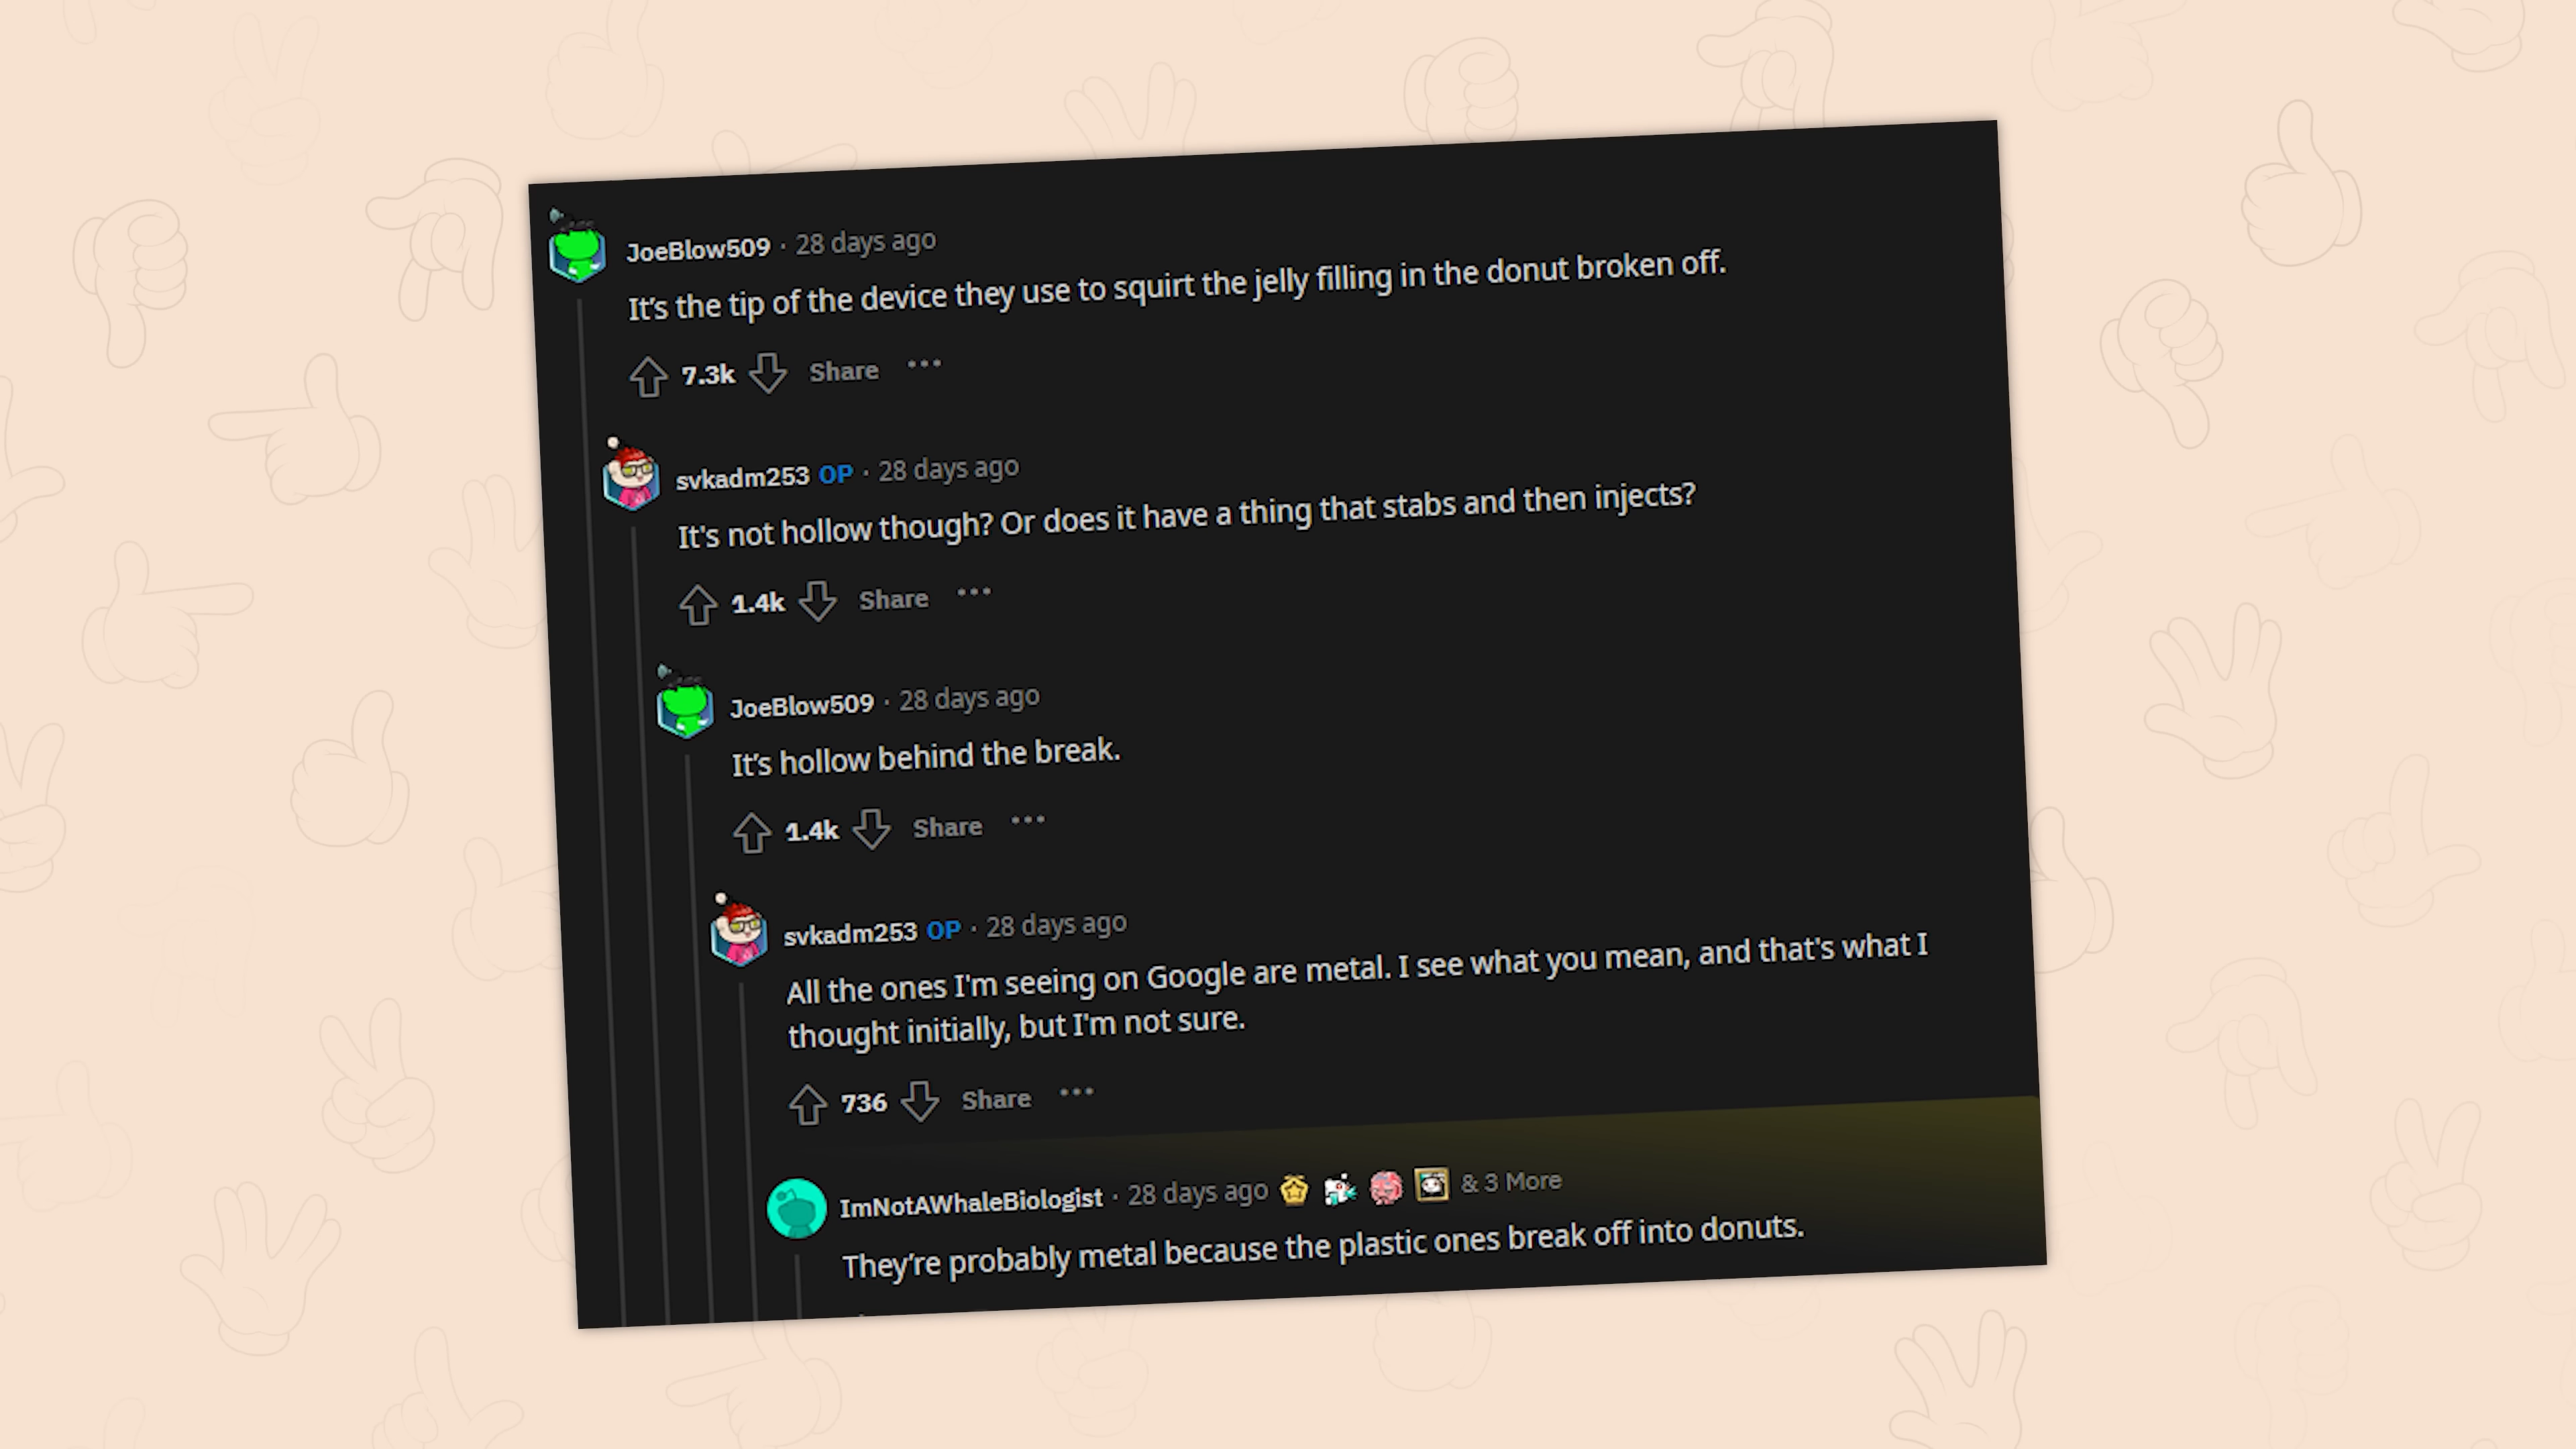 JoeBlow509 · 28 days ago
It’s the tip of the device they use to squirt the jelly filling in the donut broken off.
7.3k Share ...
svkadm253 OP · 28 days ago
It's not hollow though? Or does it have a thing that stabs and then injects?
1.4k Share ...
JoeBlow509 · 28 days ago
It’s hollow behind the break.
1.4k Share ...
svkadm253 OP · 28 days ago
All the ones I'm seeing on Google are metal. I see what you mean, and that's what I
thought initially, but I'm not sure.
736 Share ...
ImNotAWhaleBiologist · 28 days ago & 3 More
They’re probably metal because the plastic ones break off into donuts.